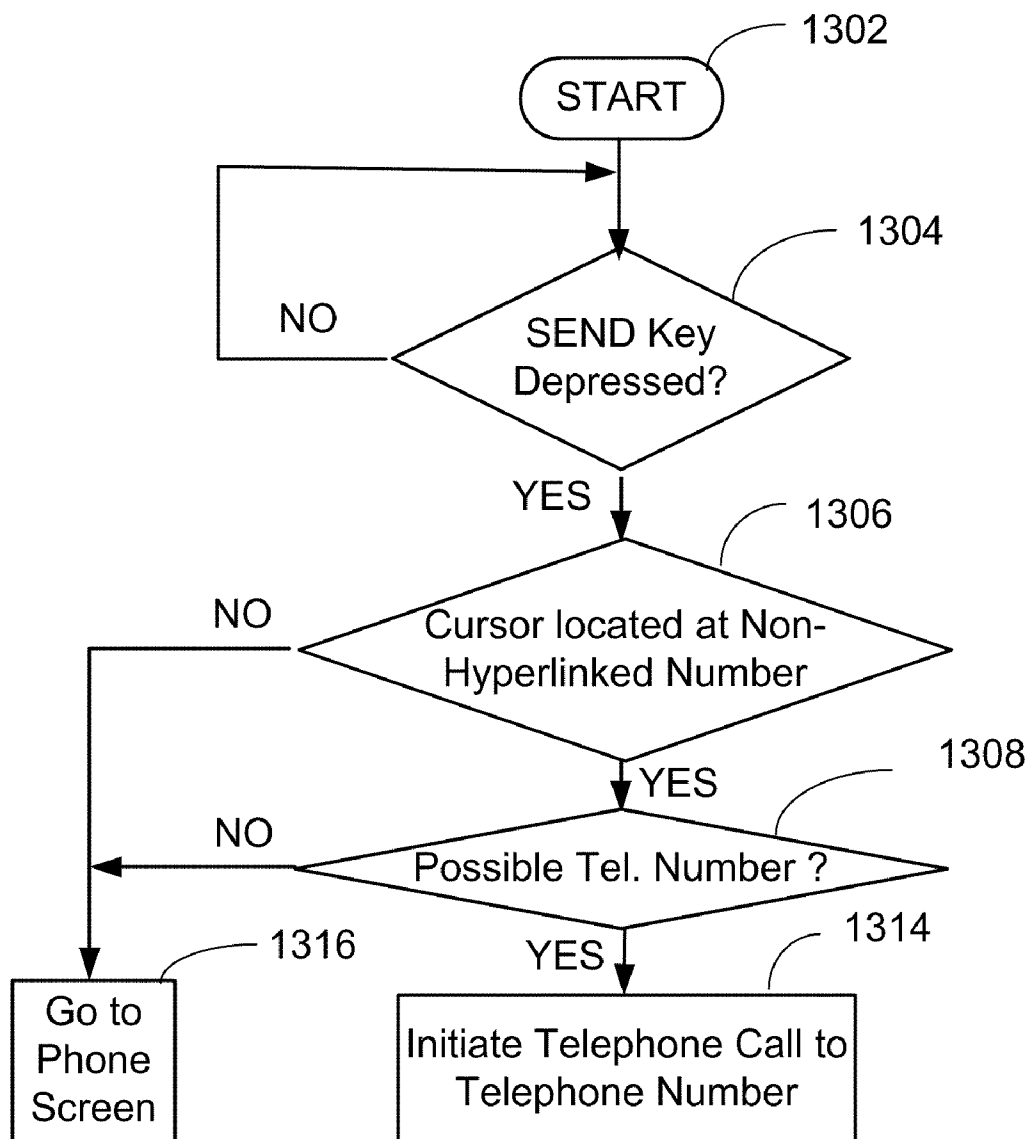 1302
START
1304
NO
SEND Key
Depressed?
YES
1306
NO
Cursor located at Non-
Hyperlinked Number
YES
1308
NO
Possible Tel. Number ?
YES
1314
1316
Go to
Phone
Screen
Initiate Telephone Call to
Telephone Number